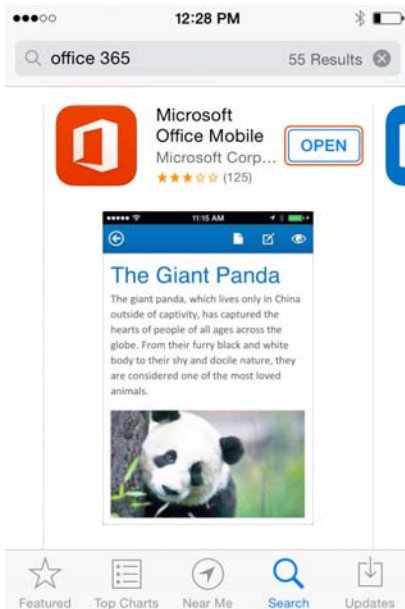 12:28 PM
office 365 55 Results
Microsoft
Office Mobile
Microsoft Corp...
OPEN
(125)
11:15 AM
The Giant Panda
The giant panda, which lives only in China
outside of captivity, has captured the
hearts of people of all ages across the
globe. From their furry black and white
body to their shy and docile nature, they
are considered one of the most loved
animals.
Featured Top Charts Near Me Search Updates